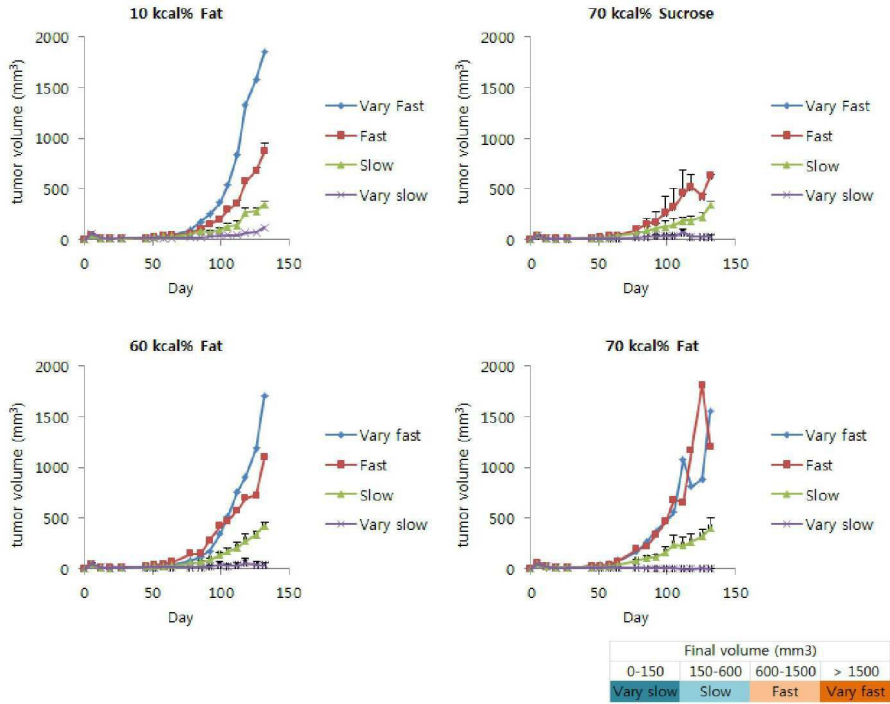 10 kcal% Fat
2000
1500
1000
500
0
tumor volume (mm³)
0 50 100 150
Day
Vary Fast
Fast
Slow
Vary slow
70 kcal% Sucrose
2000
1500
1000
500
0
tumor volume (mm³)
0 50 100 150
Day
Vary Fast
Fast
Slow
Vary slow
60 kcal% Fat
2000
1500
1000
500
0
tumor volume (mm³)
0 50 100 150
Day
Vary fast
Fast
Slow
Vary slow
70 kcal% Fat
2000
1500
1000
500
0
tumor volume (mm³)
0 50 100 150
Day
Vary fast
Fast
Slow
Vary slow
Final volume (mm3)
0-150 150-600 600-1500 > 1500
Vary slow Slow Fast Vary fast